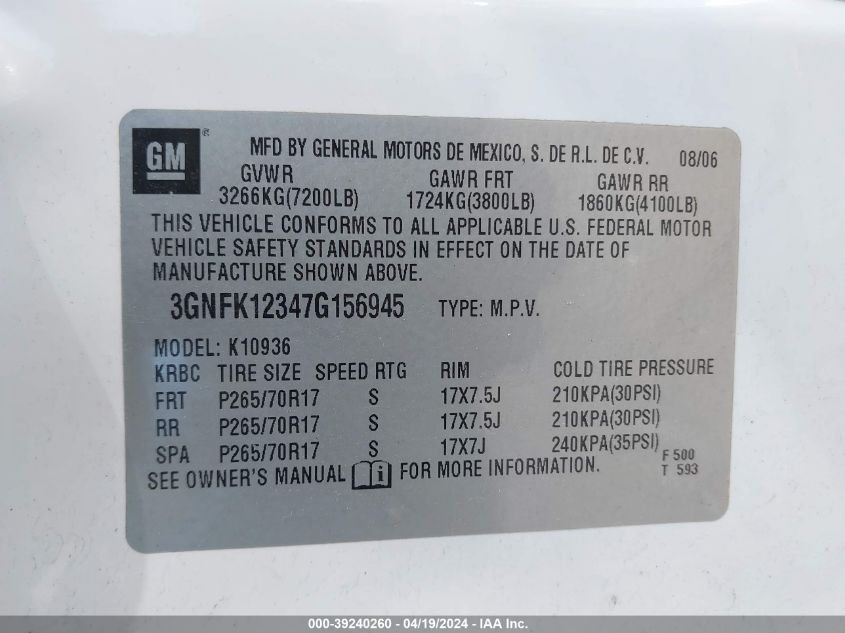 GM®
MFD BY GENERAL MOTORS DE MEXICO, S. DE R.L. DE C.V. 08/06
GVWR GAWR FRT GAWR RR
3266KG(7200LB) 1724KG(3800LB) 1860KG(4100LB)
THIS VEHICLE CONFORMS TO ALL APPLICABLE U.S. FEDERAL MOTOR
VEHICLE SAFETY STANDARDS IN EFFECT ON THE DATE OF
MANUFACTURE SHOWN ABOVE.
3GNFK12347G156945 TYPE: M.P.V.
MODEL: K10936
KRBC TIRE SIZE SPEED RTG RIM COLD TIRE PRESSURE
FRT P265/70R17 S 17X7.5J 210KPA(30PSI)
RR P265/70R17 S 17X7.5J 210KPA(30PSI)
SPA P265/70R17 S 17X7J 240KPA(35PSI) F 500
SEE OWNER'S MANUAL FOR MORE INFORMATION. T 593
000-39240260 - 04/19/2024 - IAA Inc.